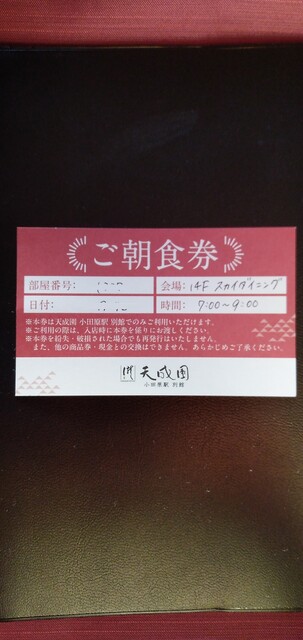 ご朝食券
部屋番号:
会場: 14F スカイダイニング
日付:
時間: 7:00~9:00
※本券は天成園 小田原駅 別館でのみご利用いただけます。
※ご利用の際は、入店時に本券を係りにお渡しください。
※本券を紛失・破損された場合でも再発行はいたしません。
また、他の商品券・現金との交換はできません。あらかじめご了承ください。
天成園
小田原駅 別館